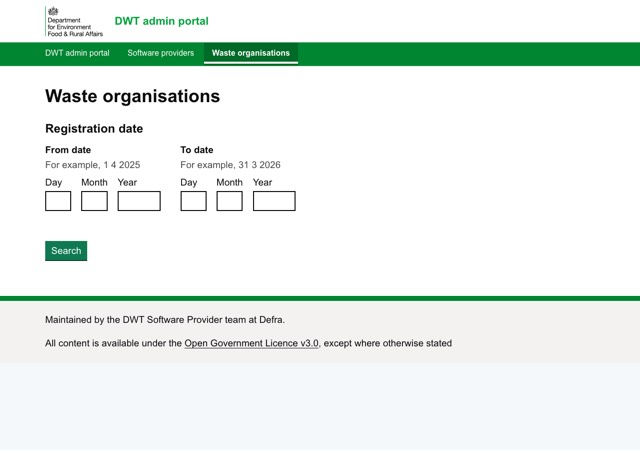 Department
for Environment
Food & Rural Affairs
DWT admin portal
DWT admin portal
Software providers
Waste organisations
Waste organisations
Registration date
From date
To date
For example, 1 4 2025
For example, 31 3 2026
Day
Month
Year
Day
Month
Year
Search
Maintained by the DWT Software Provider team at Defra.
All content is available under the Open Government Licence v3.0, except where otherwise stated